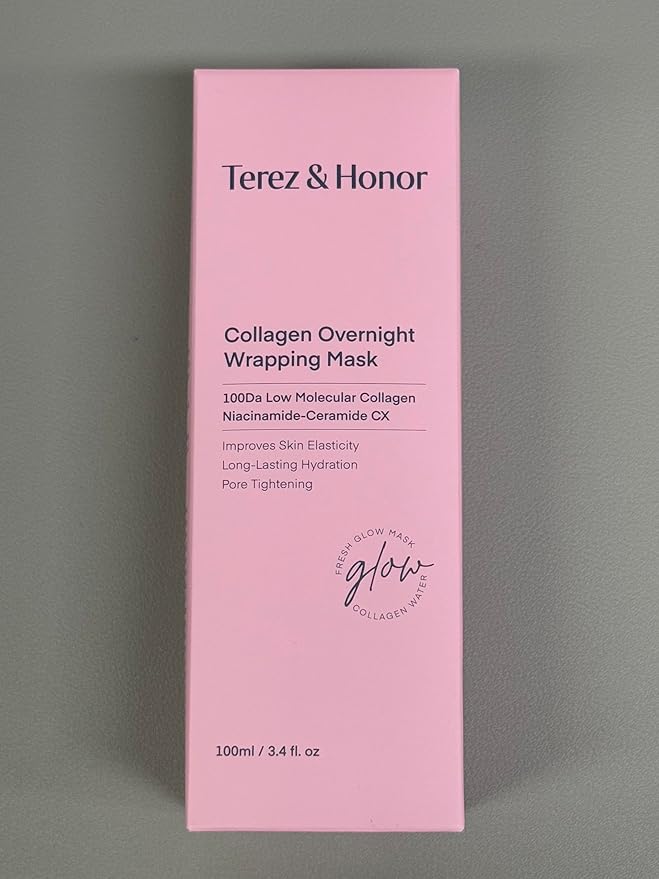 Terez & Honor
Collagen Overnight
Wrapping Mask
100Da Low Molecular Collagen
Niacinamide-Ceramide CX
Improves Skin Elasticity
Long-Lasting Hydration
Pore Tightening
FRESH GLOW MASK
glow
COLLAGEN WATER
100ml / 3.4 fl. oz